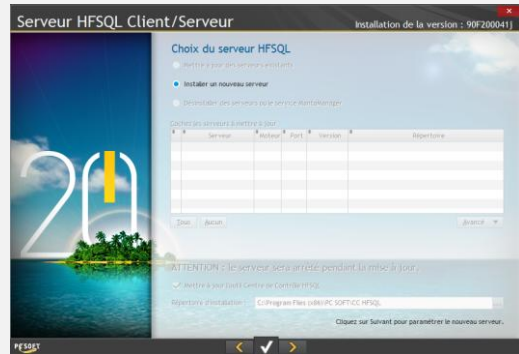 Serveur HFSQL Client/Serveur
Installation de la version : 90F200041j
Choix du serveur HFSQL
Mettre à jour des serveurs existants
Installer un nouveau serveur
Désinstaller des serveurs ou le service MantaManager
Cochez les serveurs à mettre à jour
Serveur Moteur Port Version Répertoire
20
Tous Aucun Avancé
ATTENTION : le serveur sera arrêté pendant la mise à jour.
Mettre à jour l'outil Centre de Contrôle HFSQL
Répertoire d'installation : C:\Program Files (x86)\PC SOFT\CC HFSQL
Cliquez sur Suivant pour paramétrer le nouveau serveur.
PC SOFT